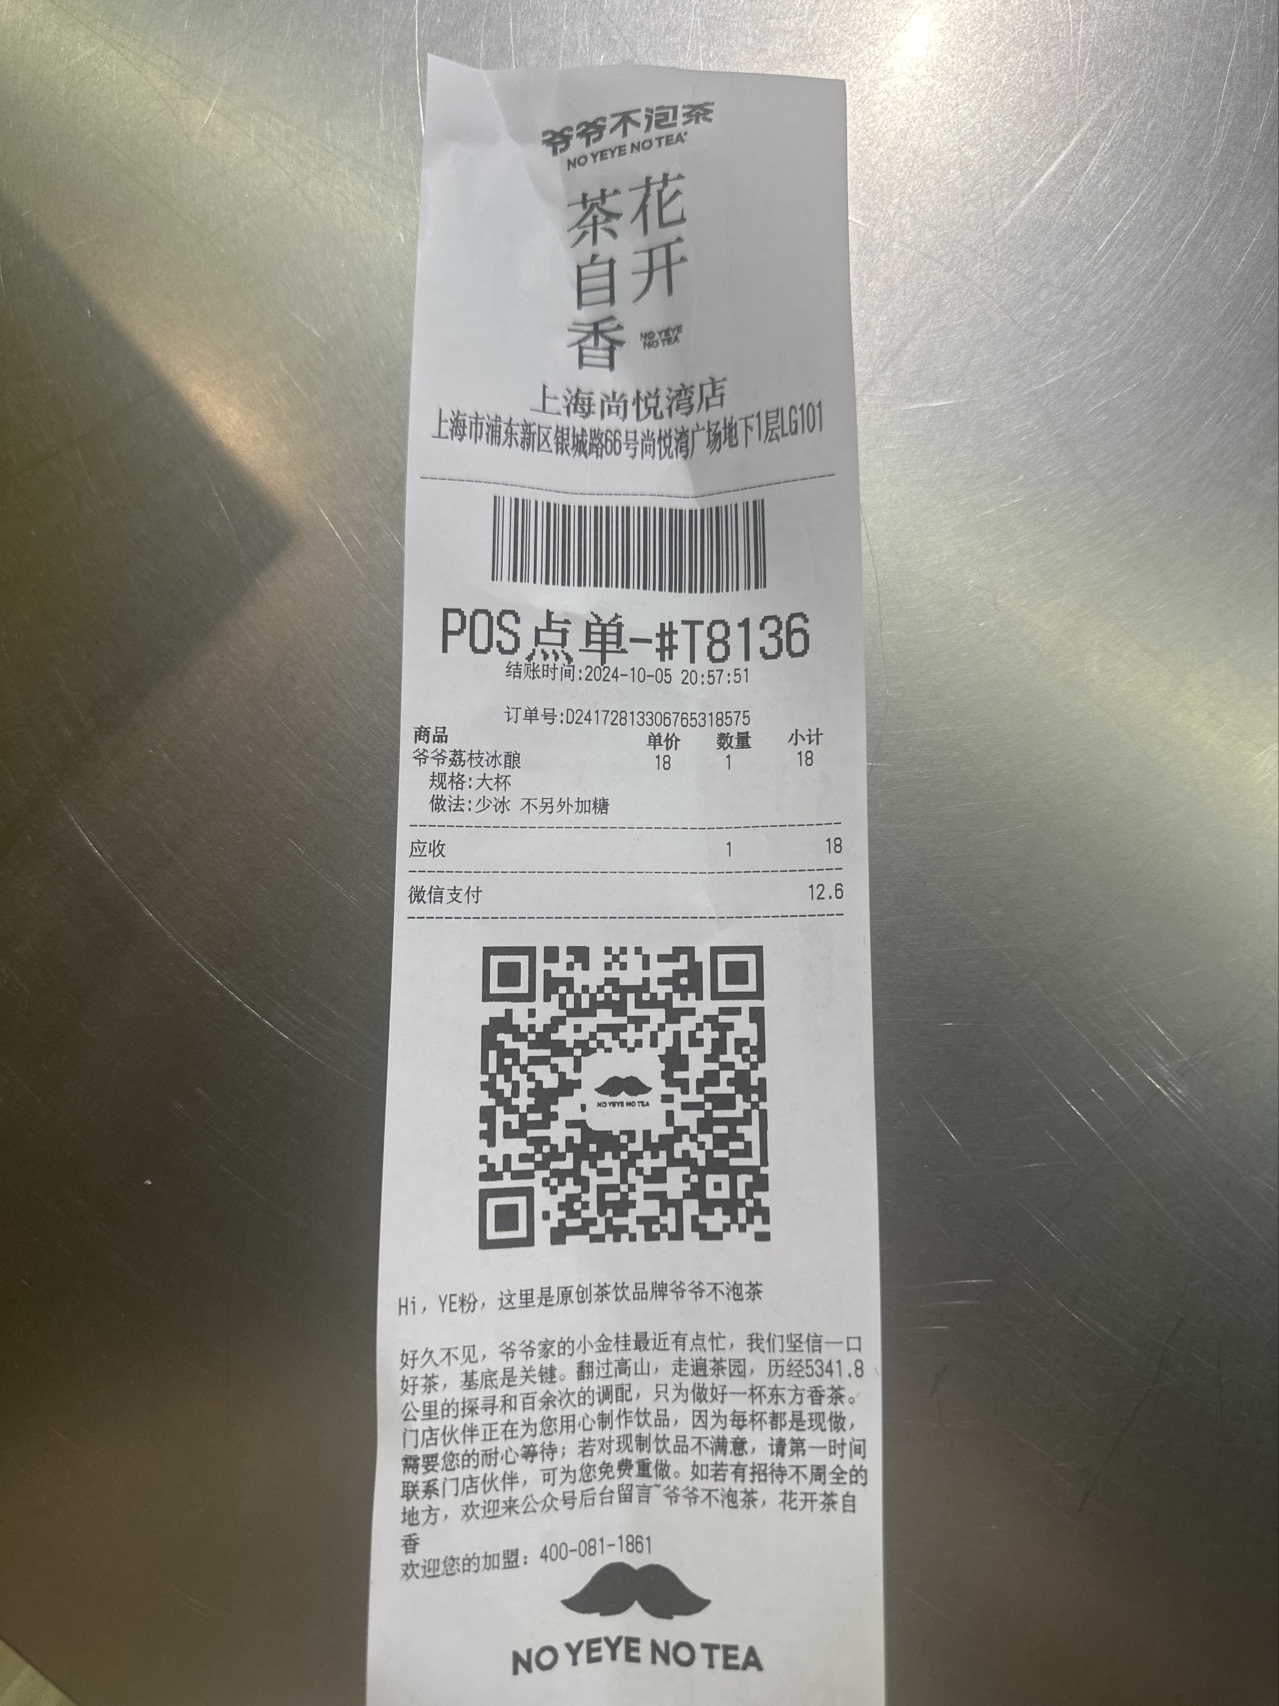 爷爷不泡茶
NO YEYE NO TEA
花开
茶自香
NO YEYE
NO TEA
上海尚悦湾店
上海市浦东新区银城路66号尚悦湾广场地下1层LG101
POS点单-#T8136
结账时间:2024-10-05 20:57:51
订单号:D24172813306765318575
商品 单价 数量 小计
爷爷荔枝冰酿 18 1 18
规格:大杯
做法:少冰 不另外加糖
应收 1 18
微信支付 12.6
NO YEYE NO TEA
Hi，YE粉，这里是原创茶饮品牌爷爷不泡茶
好久不见，爷爷家的小金桂最近有点忙，我们坚信一口
好茶，基底是关键。翻过高山，走遍茶园，历经5341.8
公里的探寻和百余次的调配，只为做好一杯东方香茶。
门店伙伴正在为您用心制作饮品，因为每杯都是现做，
需要您的耐心等待；若对现制饮品不满意，请第一时间
联系门店伙伴，可为您免费重做。如若有招待不周全的
地方，欢迎来公众号后台留言~爷爷不泡茶，花开茶自
香
欢迎您的加盟：400-081-1861
NO YEYE NO TEA